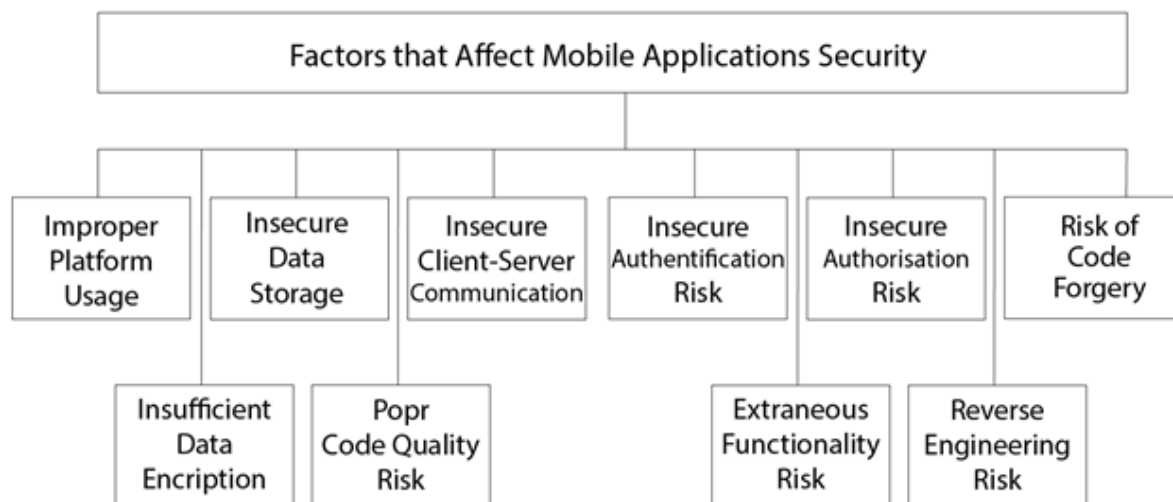 Factors that Affect Mobile Applications Security
Improper
Platform
Usage
Insecure
Data
Storage
Insecure
Client-Server
Communication
Insecure
Authentification
Risk
Insecure
Authorisation
Risk
Risk of
Code
Forgery
Insufficient
Data
Encription
Popr
Code Quality
Risk
Extraneous
Functionality
Risk
Reverse
Engineering
Risk